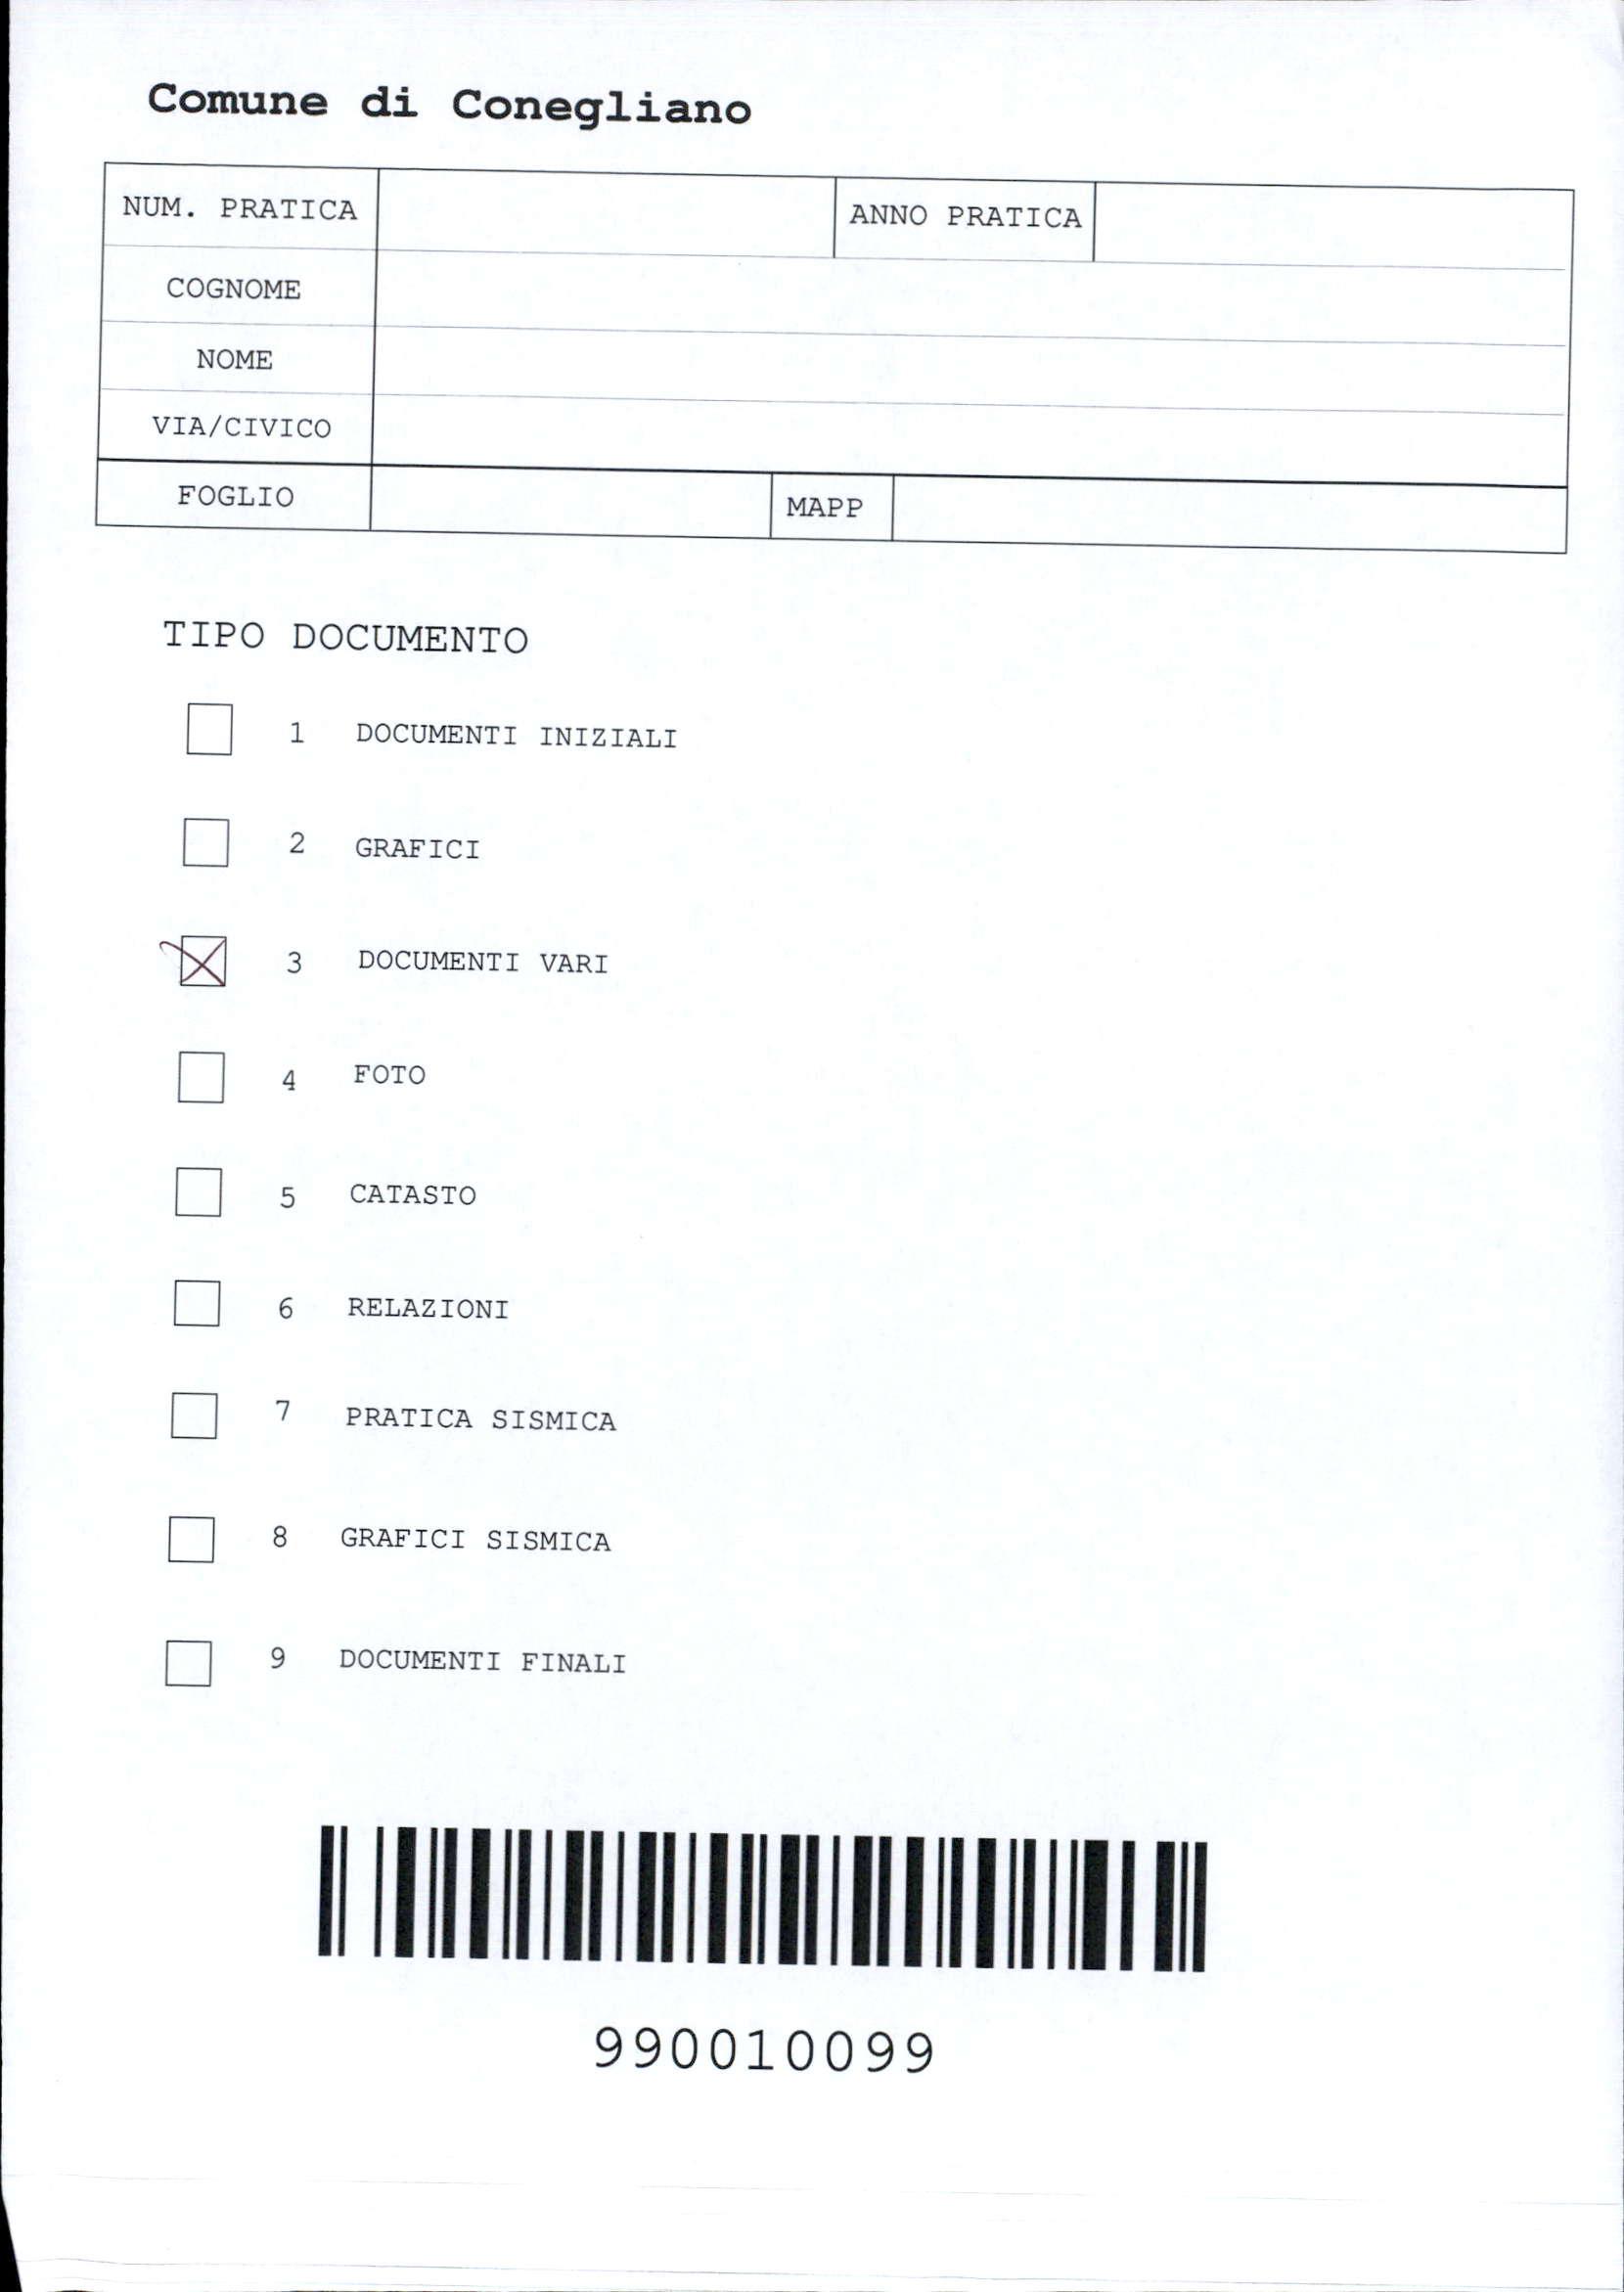 Comune di Conegliano
NUM. PRATICA ANNO PRATICA
COGNOME
NOME
VIA/CIVICO
FOGLIO MAPP
TIPO DOCUMENTO
1 DOCUMENTI INIZIALI
2 GRAFICI
3 DOCUMENTI VARI
4 FOTO
5 CATASTO
6 RELAZIONI
7 PRATICA SISMICA
8 GRAFICI SISMICA
9 DOCUMENTI FINALI
990010099